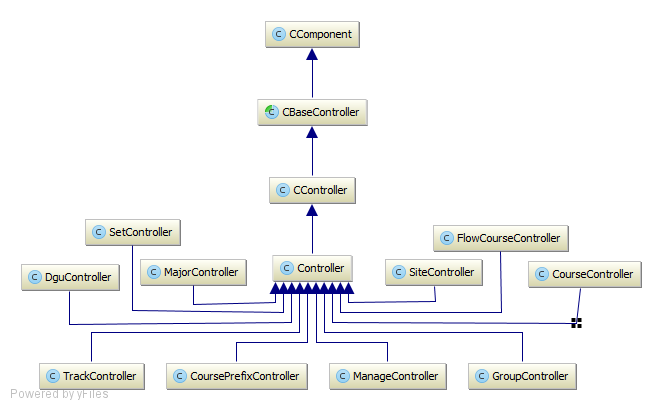 C CComponent
C CBaseController
C CController
C SetController
C FlowCourseController
C DguController
C MajorController
C Controller
C SiteController
C CourseController
C TrackController
C CoursePrefixController
C ManageController
C GroupController
Powered by yFiles